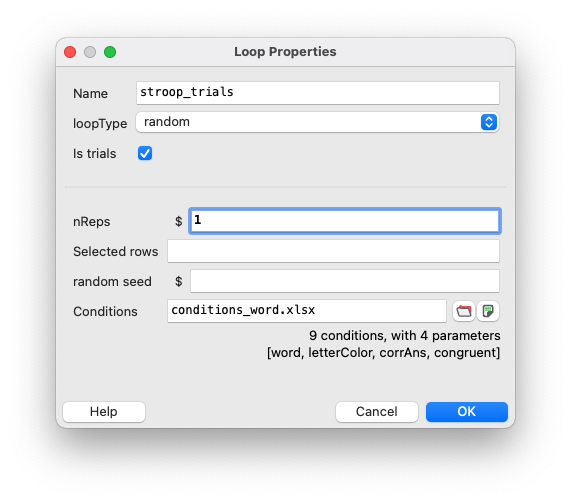 Loop Properties
Name stroop_trials
loopType random
Is trials
nReps $ 1
Selected rows
random seed $
Conditions conditions_word.xlsx
9 conditions, with 4 parameters
[word, letterColor, corrAns, congruent]
Help Cancel OK